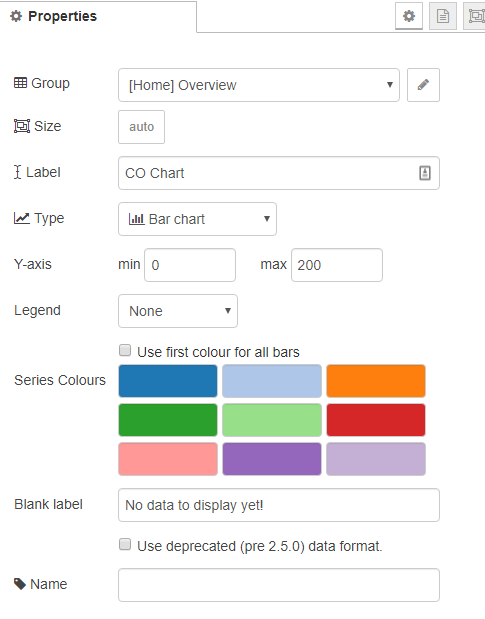 Properties
Group [Home] Overview
Size auto
Label CO Chart
Type Bar chart
Y-axis min 0 max 200
Legend None
Use first colour for all bars
Series Colours
Blank label No data to display yet!
Use deprecated (pre 2.5.0) data format.
Name